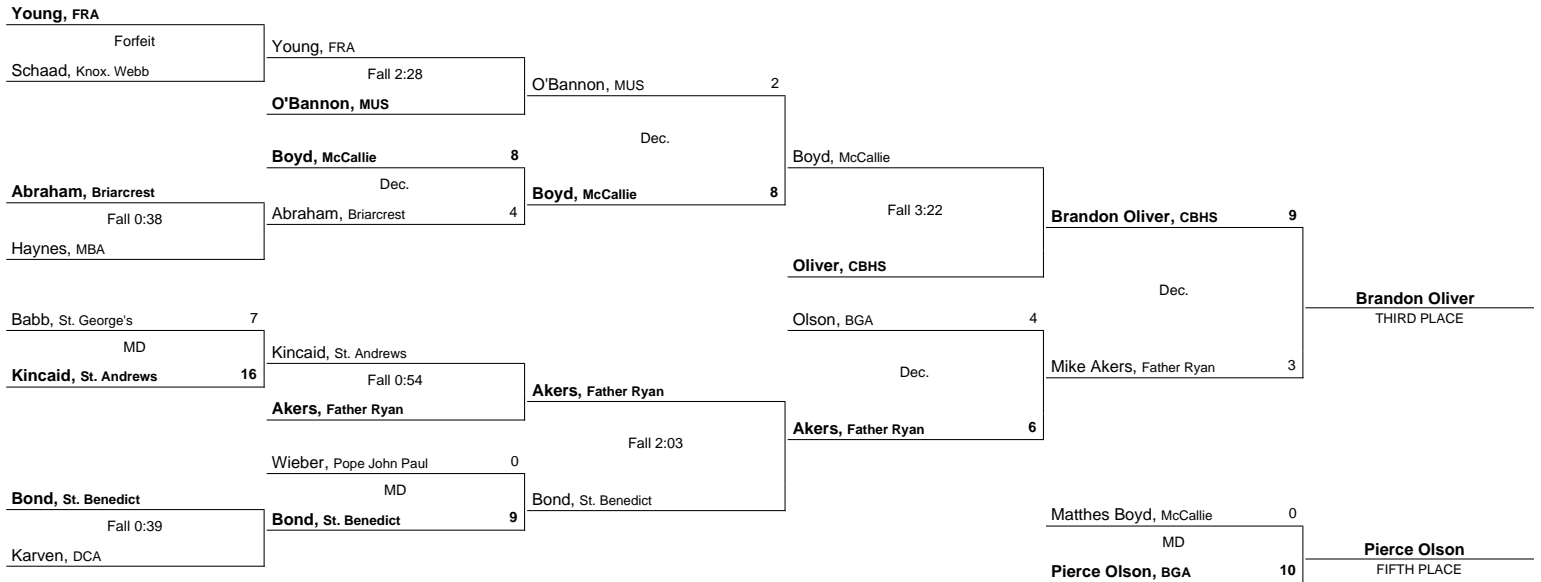 Young, FRA
Forfeit
Schaad, Knox. Webb
Abraham, Briarcrest
Fall 0:38
Haynes, MBA
Babb, St. George's 7
MD
Kincaid, St. Andrews 16
Bond, St. Benedict
Fall 0:39
Karven, DCA
Young, FRA
Fall 2:28
O'Bannon, MUS
Boyd, McCallie 8
Dec.
Abraham, Briarcrest 4
Kincaid, St. Andrews
Fall 0:54
Akers, Father Ryan
Wieber, Pope John Paul 0
MD
Bond, St. Benedict 9
O'Bannon, MUS 2
Dec.
Boyd, McCallie 8
Akers, Father Ryan
Fall 2:03
Bond, St. Benedict
Boyd, McCallie
Fall 3:22
Oliver, CBHS
Olson, BGA 4
Dec.
Akers, Father Ryan 6
Brandon Oliver, CBHS 9
Dec.
Mike Akers, Father Ryan 3
Matthes Boyd, McCallie 0
MD
Pierce Olson, BGA 10
Brandon Oliver
THIRD PLACE
Pierce Olson
FIFTH PLACE